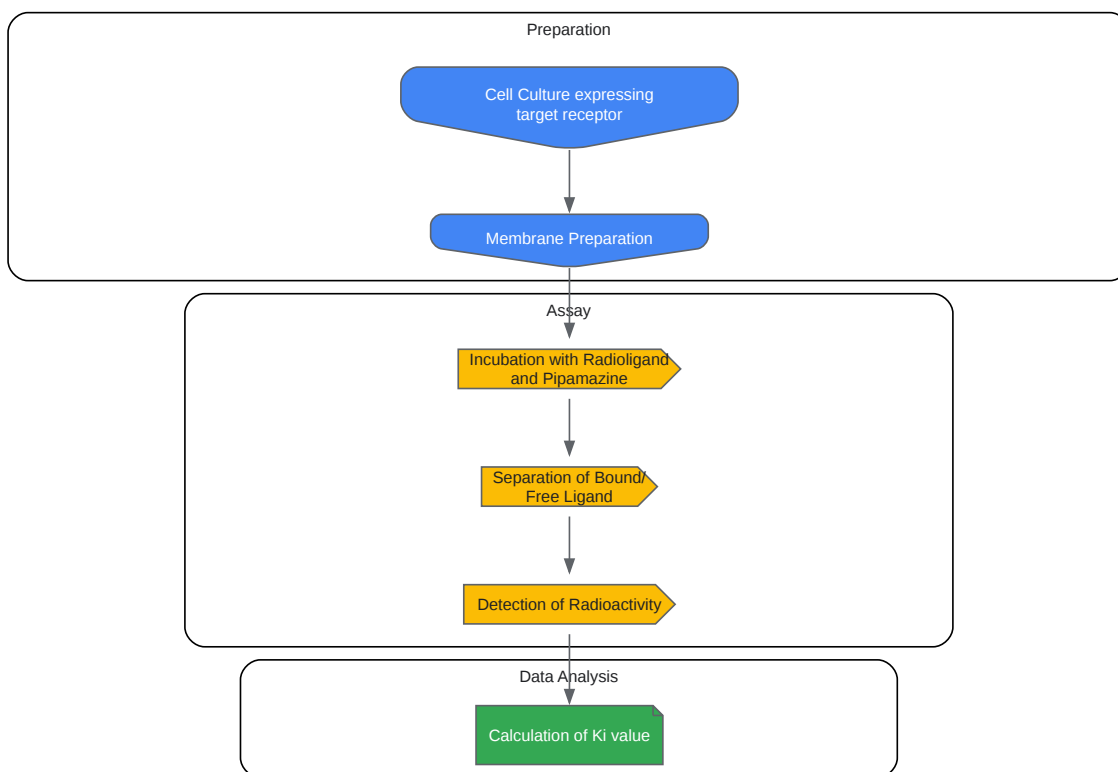 Preparation
Cell Culture expressing
target receptor
Membrane Preparation
Assay
Incubation with Radioligand
and Pipamazine
Separation of Bound/
Free Ligand
Detection of Radioactivity
Data Analysis
Calculation of Ki value